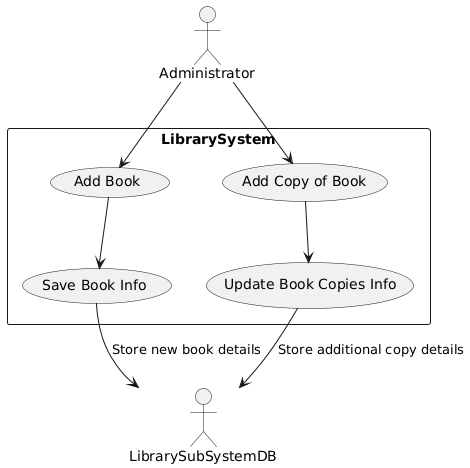 Administrator
LibrarySystem
Add Book
Add Copy of Book
Save Book Info
Update Book Copies Info
Store new book details
Store additional copy details
LibrarySubSystemDB